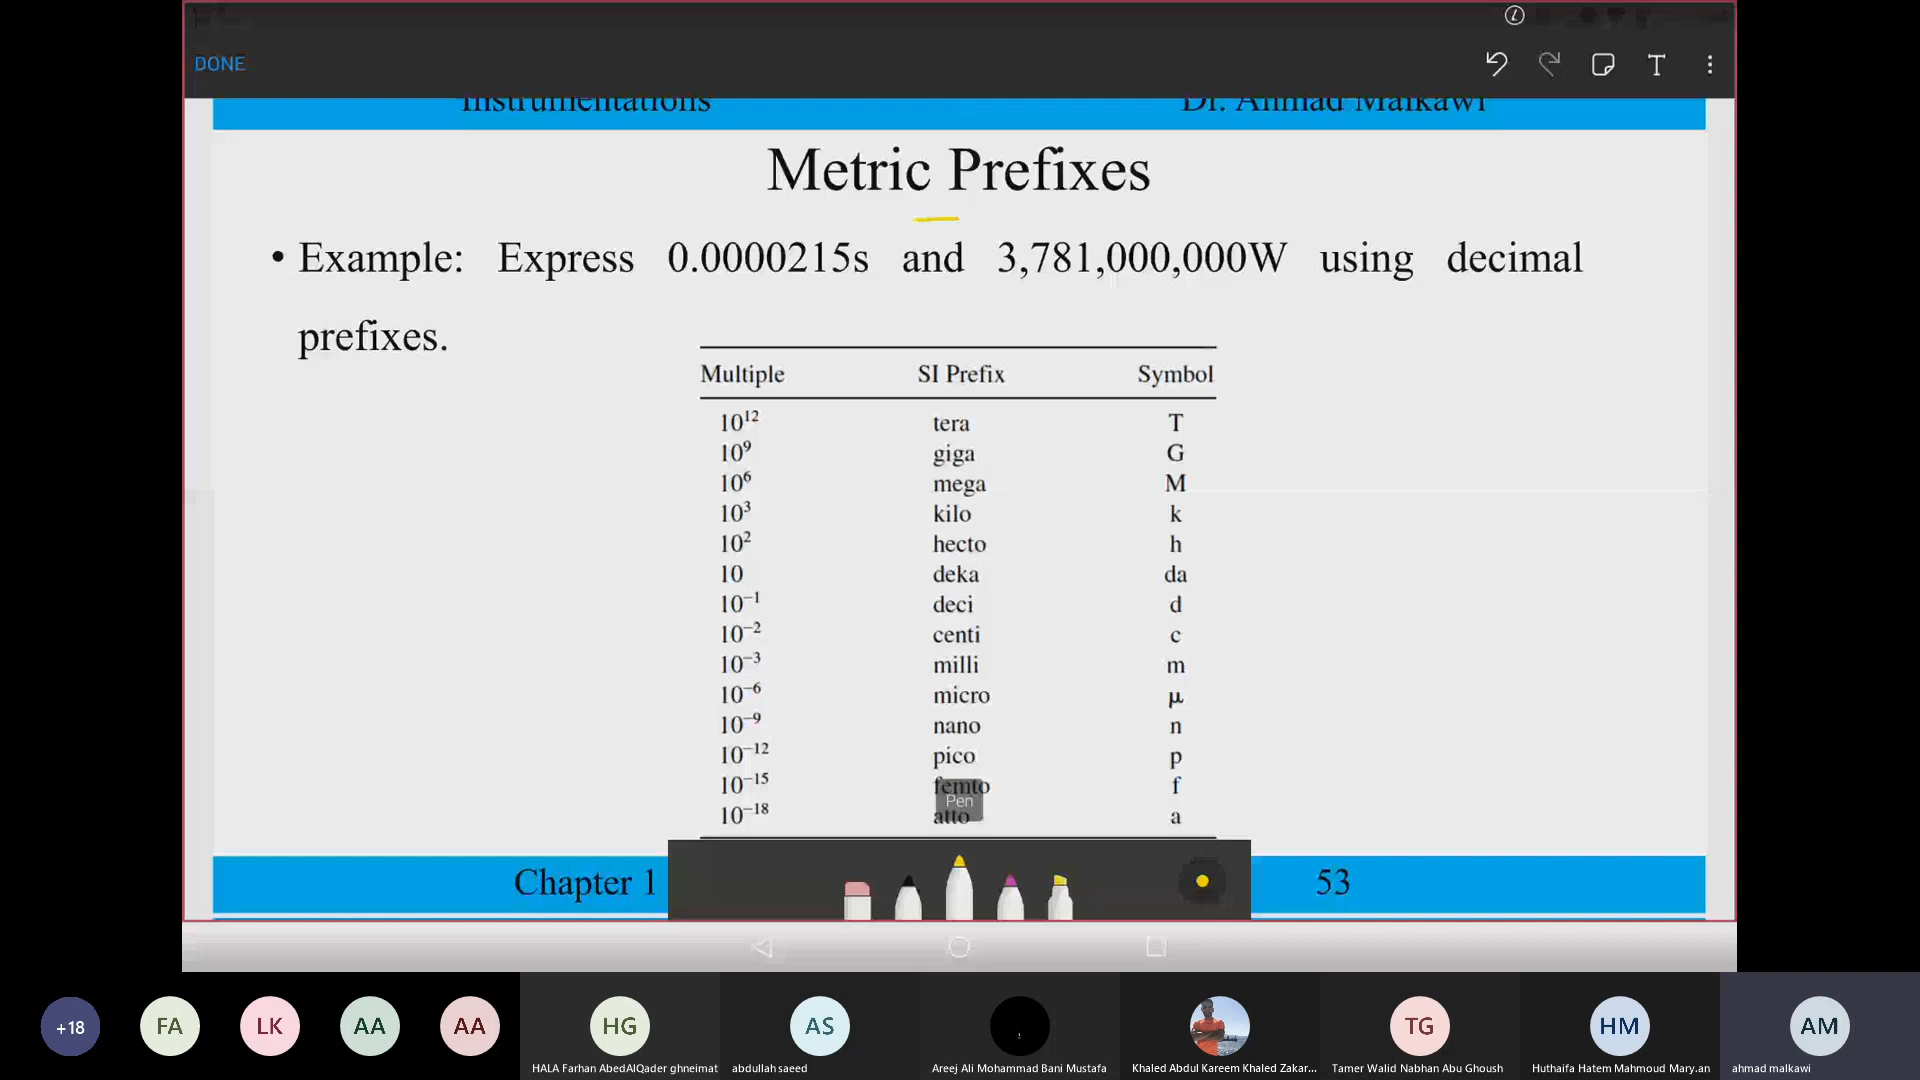 DONE
T
Instrumentations Dr. Ahmad Malkawi
Metric Prefixes
• Example: Express 0.0000215s and 3,781,000,000W using decimal
prefixes.
Multiple SI Prefix Symbol
10¹² tera T
10⁹ giga G
10⁶ mega M
10³ kilo k
10² hecto h
10 deka da
10⁻¹ deci d
10⁻² centi c
10⁻³ milli m
10⁻⁶ micro μ
10⁻⁹ nano n
10⁻¹² pico p
10⁻¹⁵ femto f
Pen
10⁻¹⁸ atto a
Chapter 1 53
+18 FA LK AA AA HG AS TG HM AM
HALA Farhan AbedAlQader ghneimat abdullah saeed Areej Ali Mohammad Bani Mustafa Khaled Abdul Kareem Khaled Zakar... Tamer Walid Nabhan Abu Ghoush Huthaifa Hatem Mahmoud Mary.an ahmad malkawi